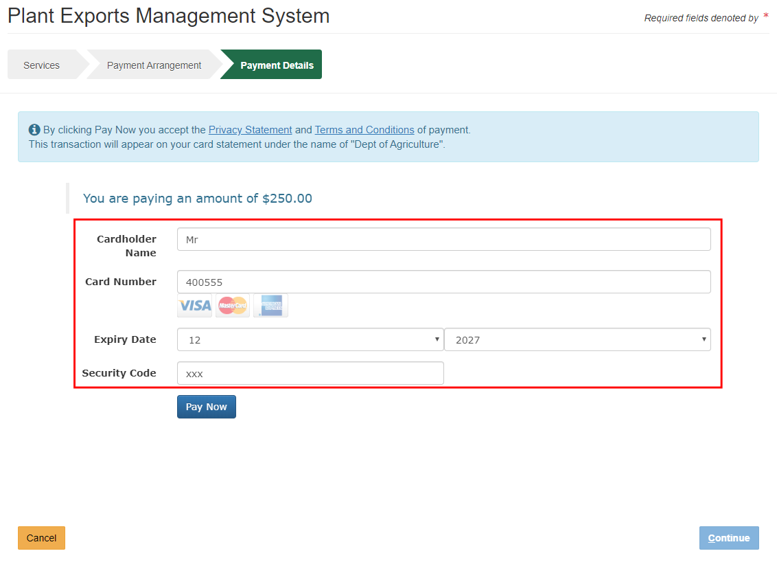 Plant Exports Management System
Required fields denoted by *
Services
Payment Arrangement
Payment Details
By clicking Pay Now you accept the Privacy Statement and Terms and Conditions of payment.
This transaction will appear on your card statement under the name of "Dept of Agriculture".
You are paying an amount of $250.00
Cardholder
Name
Mr
Card Number
400555
VISA MasterCard AMERICAN EXPRESS
Expiry Date
12
2027
Security Code
xxx
Pay Now
Cancel
Continue